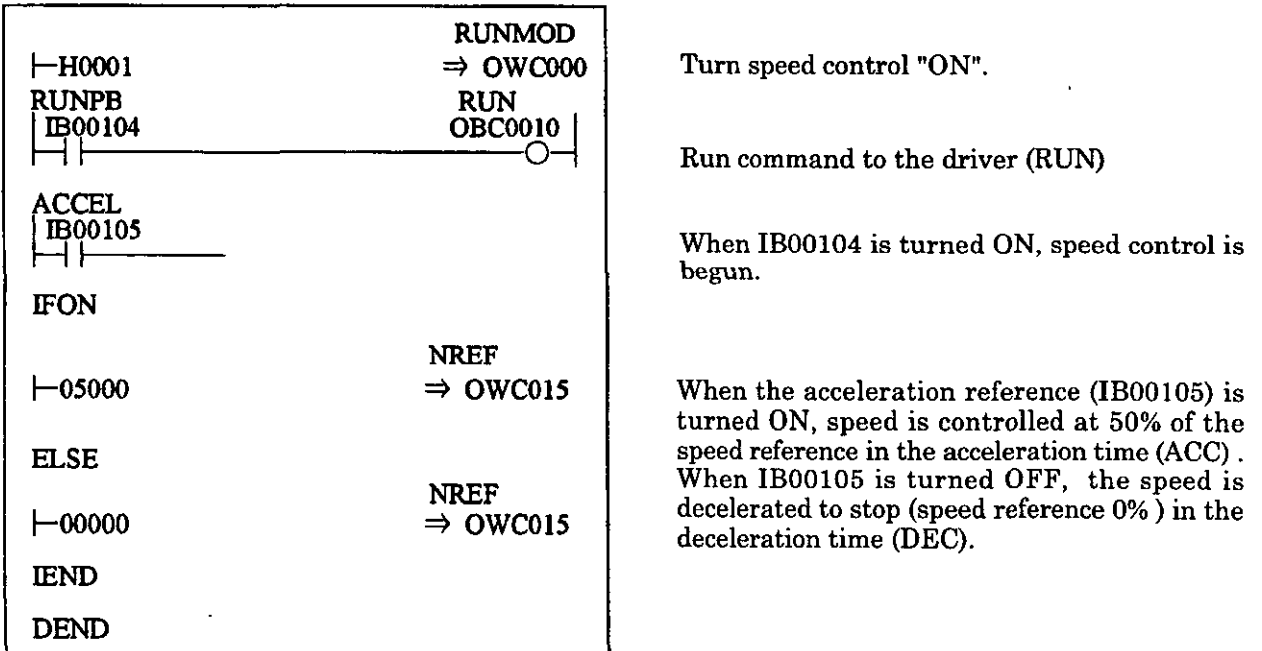 RUNMOD
⊢H0001 ⇒ OWC000
Turn speed control "ON".
RUNPB RUN
IB00104 OBC0010
Run command to the driver (RUN)
ACCEL
IB00105
When IB00104 is turned ON, speed control is
begun.
IFON
NREF
⊢05000 ⇒ OWC015
When the acceleration reference (IB00105) is
turned ON, speed is controlled at 50% of the
speed reference in the acceleration time (ACC) .
When IB00105 is turned OFF, the speed is
decelerated to stop (speed reference 0% ) in the
deceleration time (DEC).
ELSE
NREF
⊢00000 ⇒ OWC015
IEND
DEND